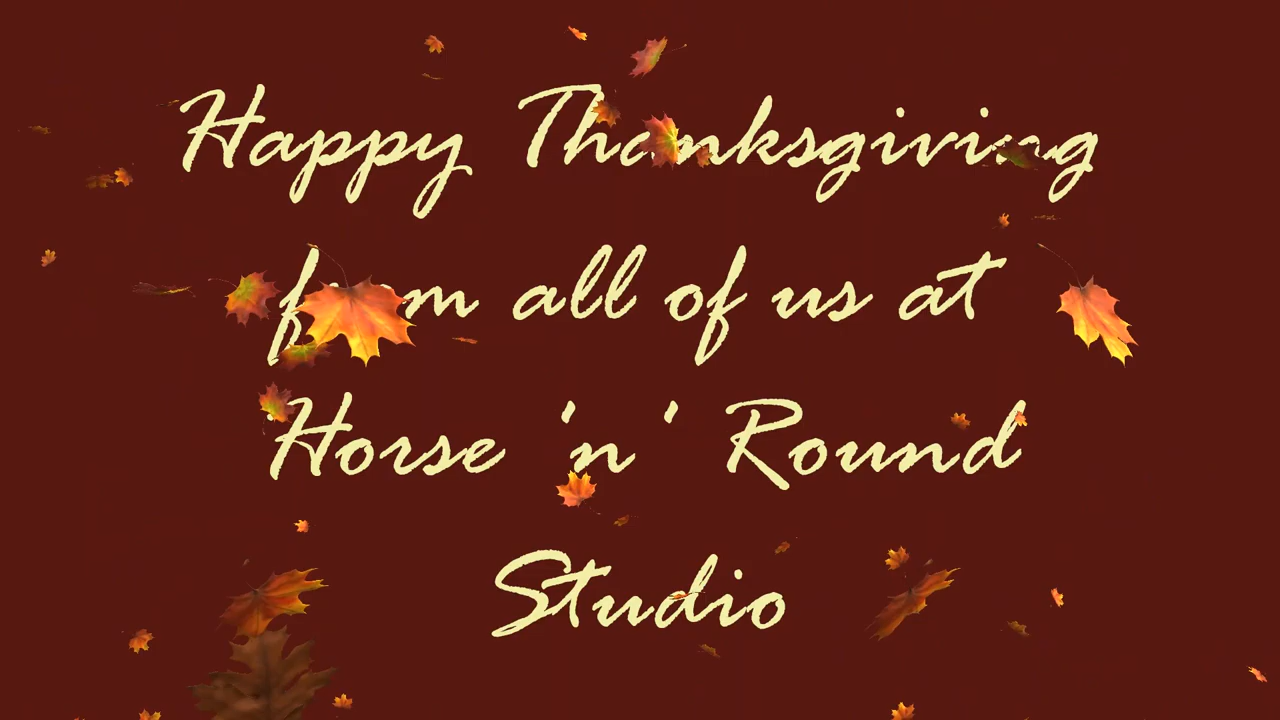 Happy Thanksgiving
from all of us at
Horse 'n' Round
Studio